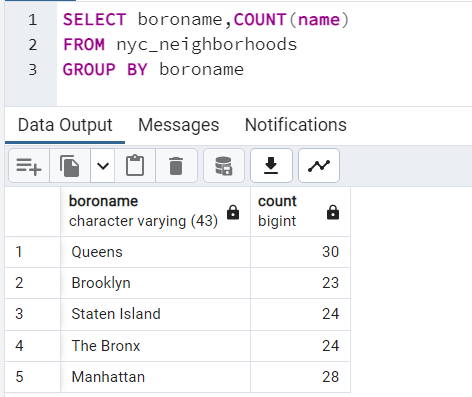 1 SELECT boroname,COUNT(name)
2 FROM nyc_neighborhoods
3 GROUP BY boroname
Data Output Messages Notifications
boroname count
character varying (43) bigint
1 Queens 30
2 Brooklyn 23
3 Staten Island 24
4 The Bronx 24
5 Manhattan 28